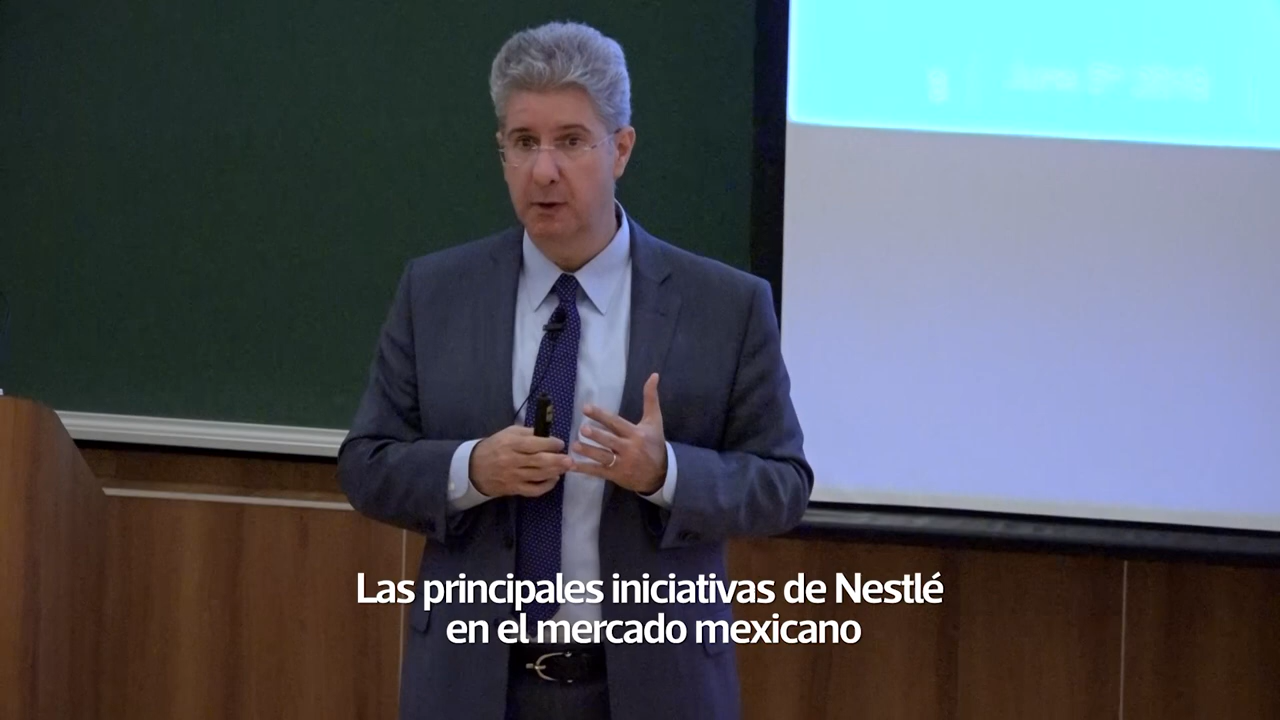 Las principales iniciativas de Nestlé
en el mercado mexicano